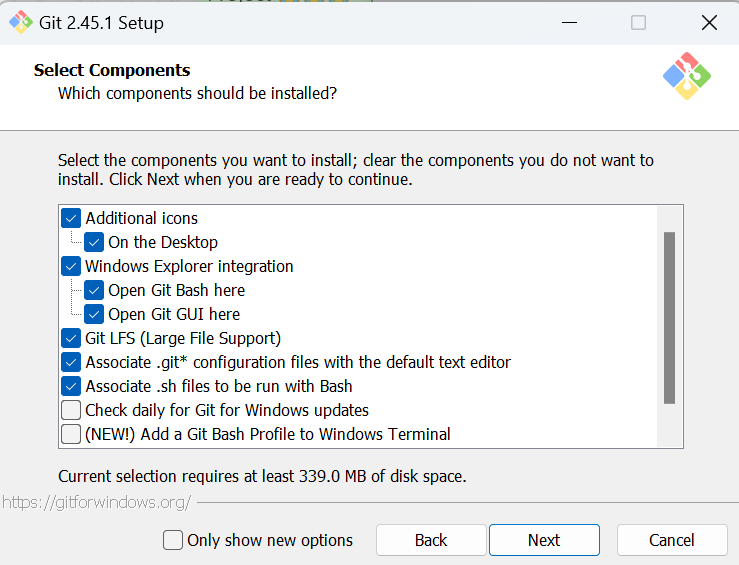 Git 2.45.1 Setup
Select Components
Which components should be installed?
Select the components you want to install; clear the components you do not want to
install. Click Next when you are ready to continue.
Additional icons
On the Desktop
Windows Explorer integration
Open Git Bash here
Open Git GUI here
Git LFS (Large File Support)
Associate .git* configuration files with the default text editor
Associate .sh files to be run with Bash
Check daily for Git for Windows updates
(NEW!) Add a Git Bash Profile to Windows Terminal
Current selection requires at least 339.0 MB of disk space.
https://gitforwindows.org/
Only show new options
Back
Next
Cancel